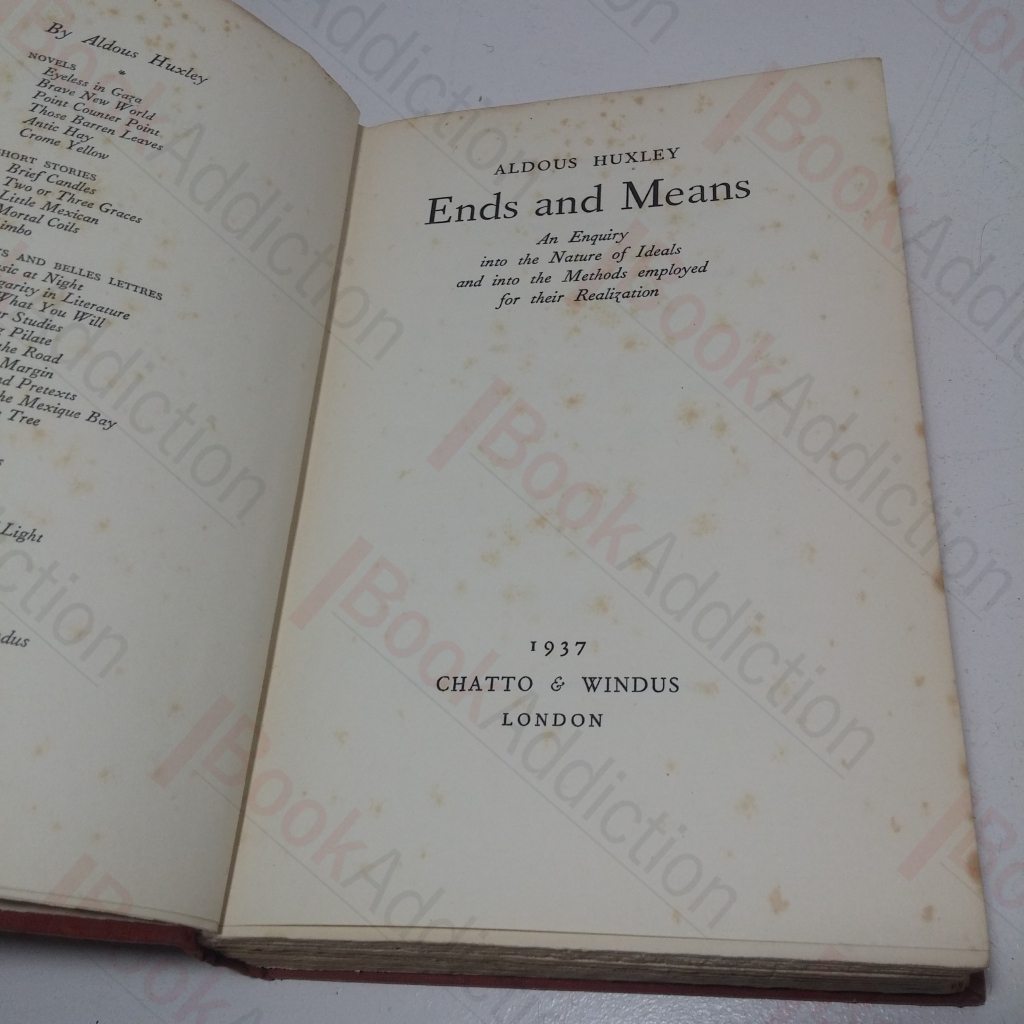 By Aldous Huxley
*
NOVELS
Eyeless in Gaza
Brave New World
Point Counter Point
Those Barren Leaves
Antic Hay
Crome Yellow
HORT STORIES
Brief Candles
Two or Three Graces
Little Mexican
Mortal Coils
imbo
S AND BELLES LETTRES
sic at Night
garity in Literature
What You Will
r Studies
g Pilate
the Road
Margin
nd Pretexts
he Mexique Bay
Tree
s
Light
dus
ALDOUS HUXLEY
Ends and Means
An Enquiry
into the Nature of Ideals
and into the Methods employed
for their Realization
1937
CHATTO & WINDUS
LONDON
BookAddiction